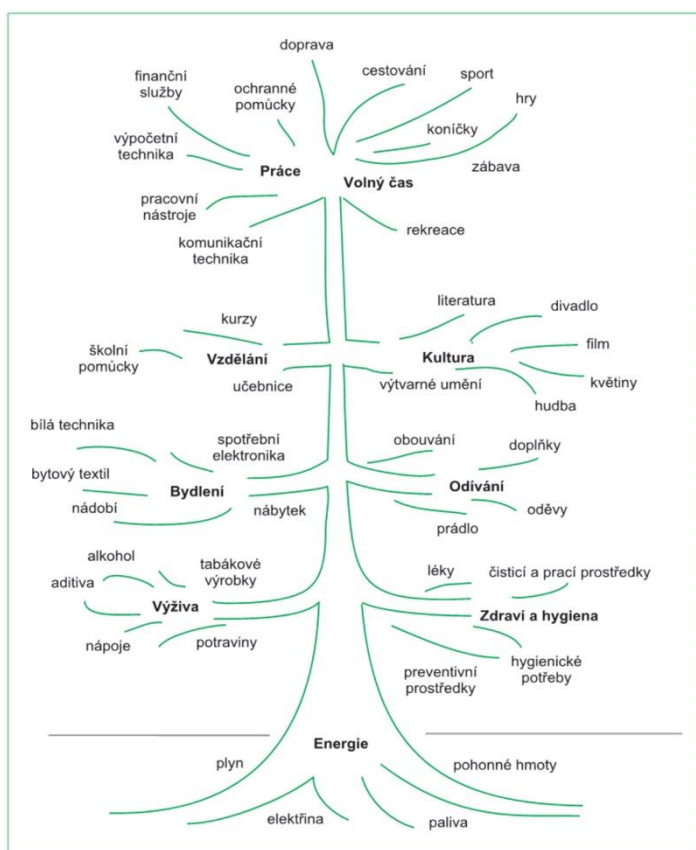 doprava
cestování
sport
finanční
služby
ochranné
pomůcky
hry
koníčky
výpočetní
technika
Práce
Volný čas
zábava
pracovní
nástroje
komunikační
technika
rekreace
literatura
divadlo
kurzy
film
školní
pomůcky
Vzdělání
Kultura
učebnice
výtvarné umění
květiny
hudba
bílá technika
spotřební
elektronika
obouvání
doplňky
bytový textil
Bydlení
Odívání
nádobí
nábytek
oděvy
prádlo
alkohol
tabákové
výrobky
léky
čisticí a prací prostředky
aditiva
Výživa
Zdraví a hygiena
nápoje
potraviny
preventivní
prostředky
hygienické
potřeby
Energie
plyn
pohonné hmoty
elektřina
paliva